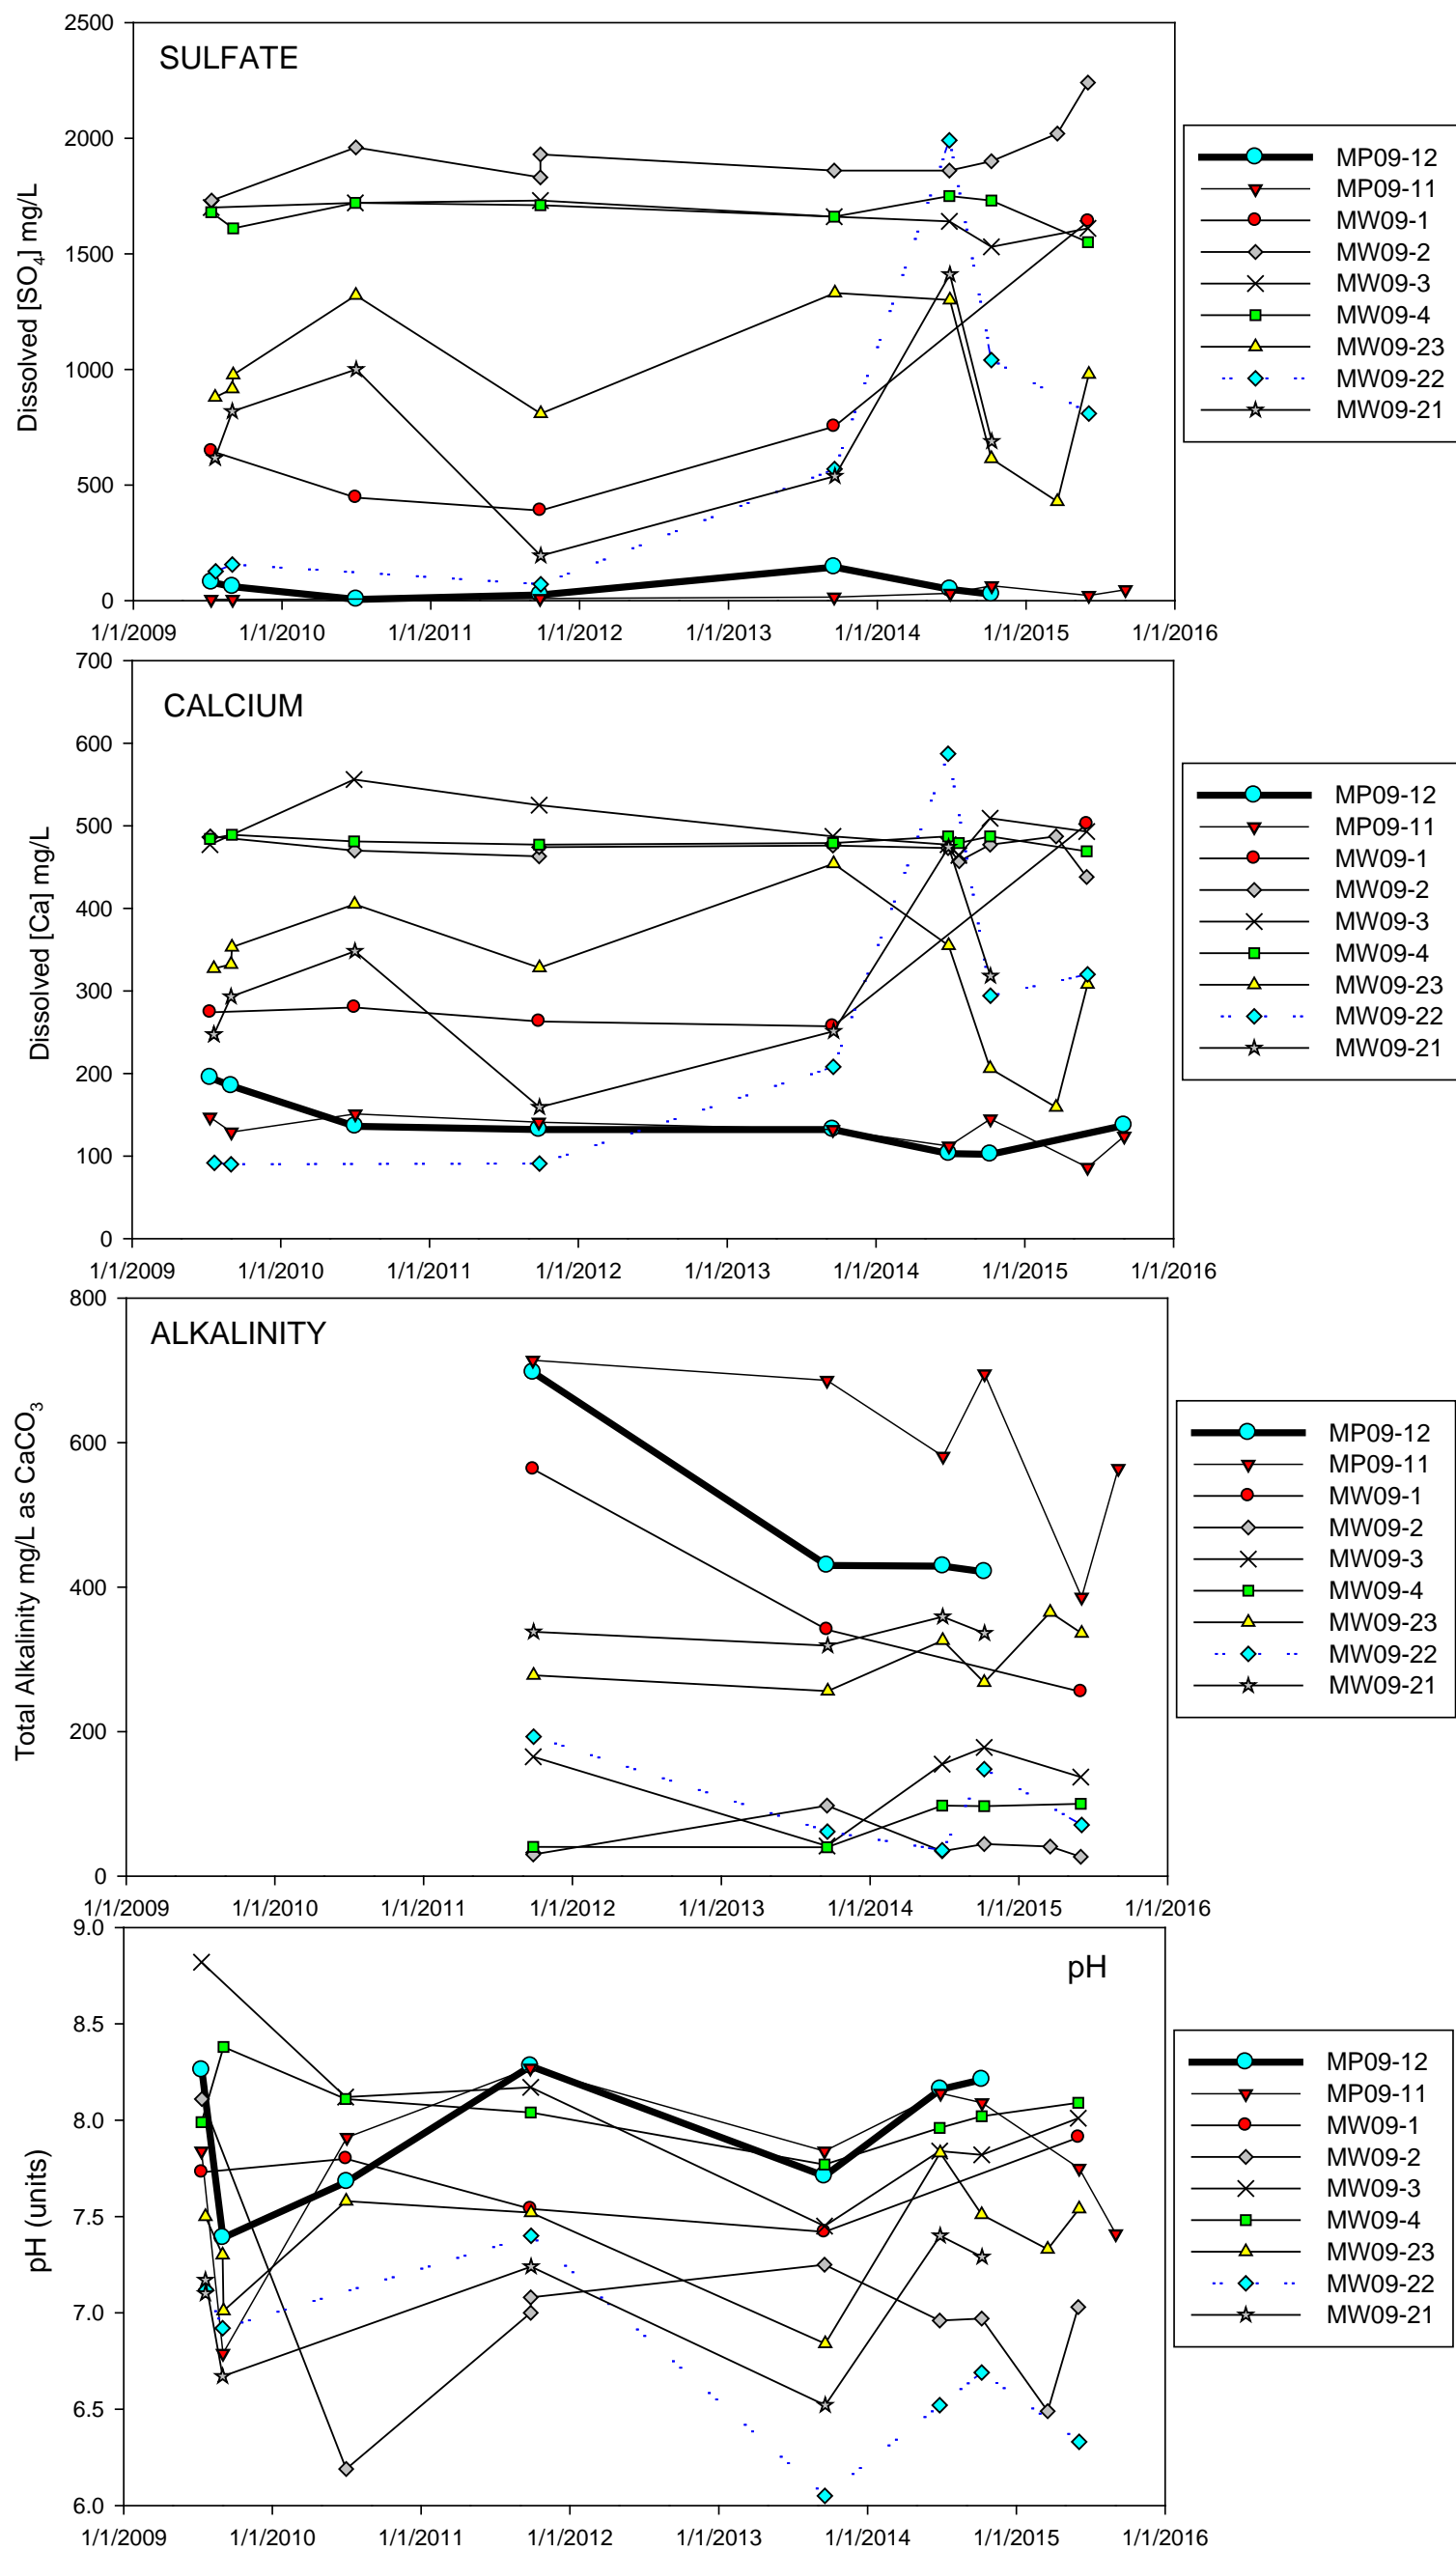 SULFATE
Dissolved [SO4] mg/L
2500
2000
1500
1000
500
0
1/1/2009 1/1/2010 1/1/2011 1/1/2012 1/1/2013 1/1/2014 1/1/2015 1/1/2016
MP09-12
MP09-11
MW09-1
MW09-2
MW09-3
MW09-4
MW09-23
MW09-22
MW09-21
CALCIUM
Dissolved [Ca] mg/L
700
600
500
400
300
200
100
0
1/1/2009 1/1/2010 1/1/2011 1/1/2012 1/1/2013 1/1/2014 1/1/2015 1/1/2016
MP09-12
MP09-11
MW09-1
MW09-2
MW09-3
MW09-4
MW09-23
MW09-22
MW09-21
ALKALINITY
Total Alkalinity mg/L as CaCO3
800
600
400
200
0
1/1/2009 1/1/2010 1/1/2011 1/1/2012 1/1/2013 1/1/2014 1/1/2015 1/1/2016
MP09-12
MP09-11
MW09-1
MW09-2
MW09-3
MW09-4
MW09-23
MW09-22
MW09-21
pH
pH (units)
9.0
8.5
8.0
7.5
7.0
6.5
6.0
1/1/2009 1/1/2010 1/1/2011 1/1/2012 1/1/2013 1/1/2014 1/1/2015 1/1/2016
MP09-12
MP09-11
MW09-1
MW09-2
MW09-3
MW09-4
MW09-23
MW09-22
MW09-21